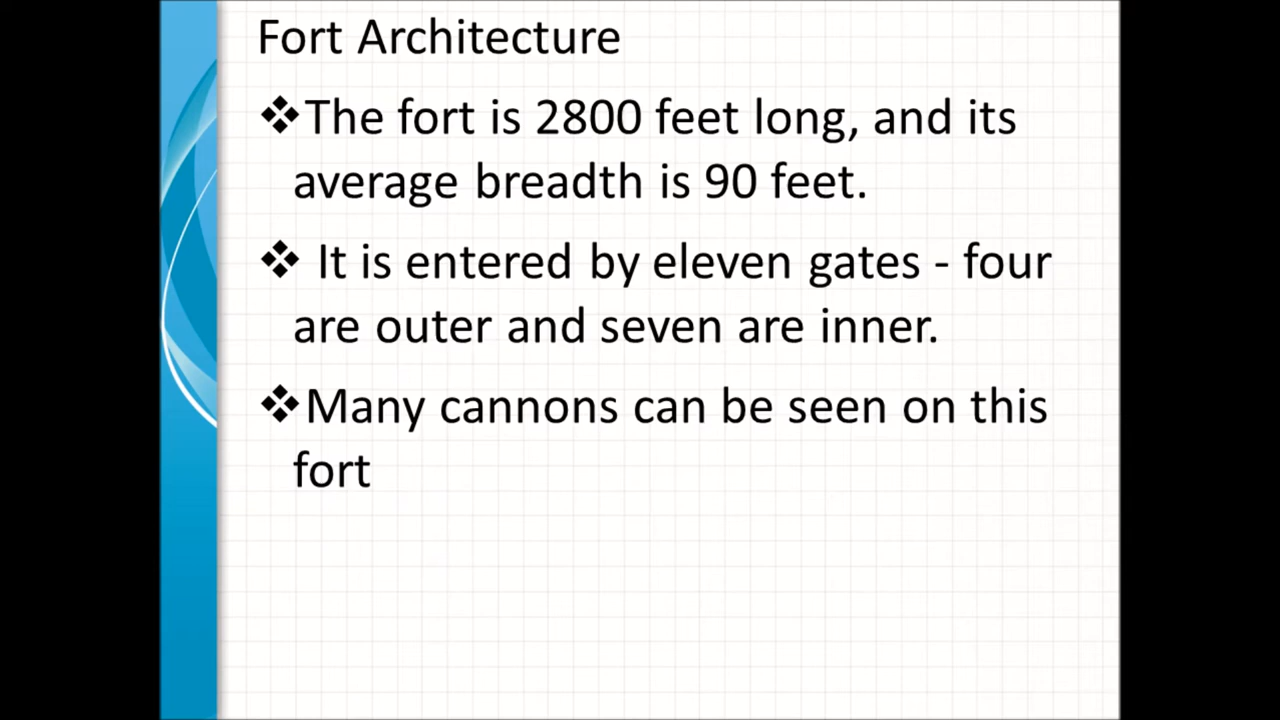 Fort Architecture
❖The fort is 2800 feet long, and its
average breadth is 90 feet.
❖ It is entered by eleven gates - four
are outer and seven are inner.
❖Many cannons can be seen on this
fort